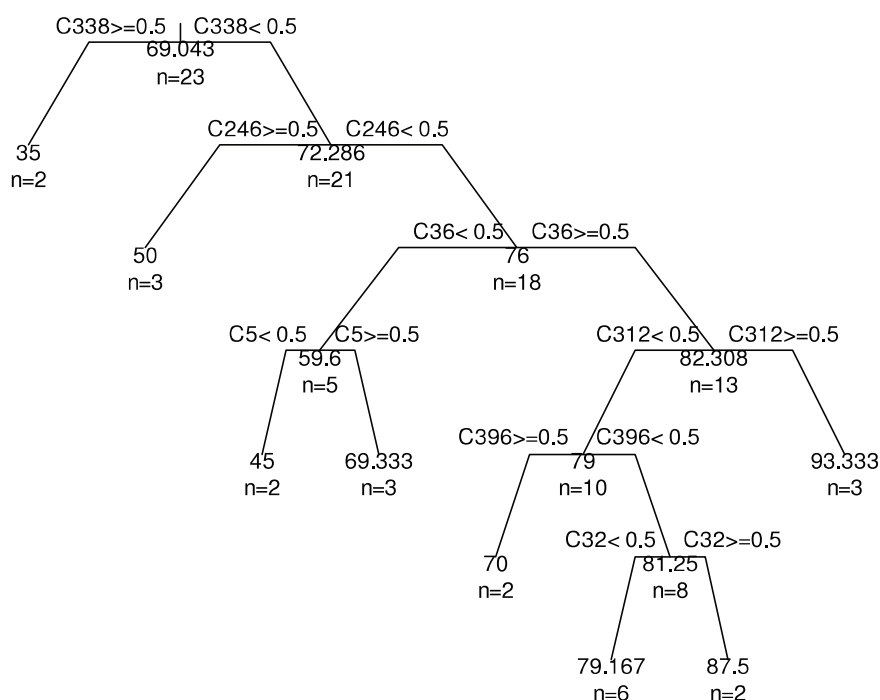 C338>=0.5 C338< 0.5
69.043
n=23
C246>=0.5 C246< 0.5
35
n=2
72.286
n=21
C36< 0.5 C36>=0.5
50
n=3
76
n=18
C5< 0.5 C5>=0.5
59.6
n=5
C312< 0.5 C312>=0.5
82.308
n=13
C396>=0.5 C396< 0.5
45
n=2
69.333
n=3
79
n=10
93.333
n=3
C32< 0.5 C32>=0.5
70
n=2
81.25
n=8
79.167
n=6
87.5
n=2